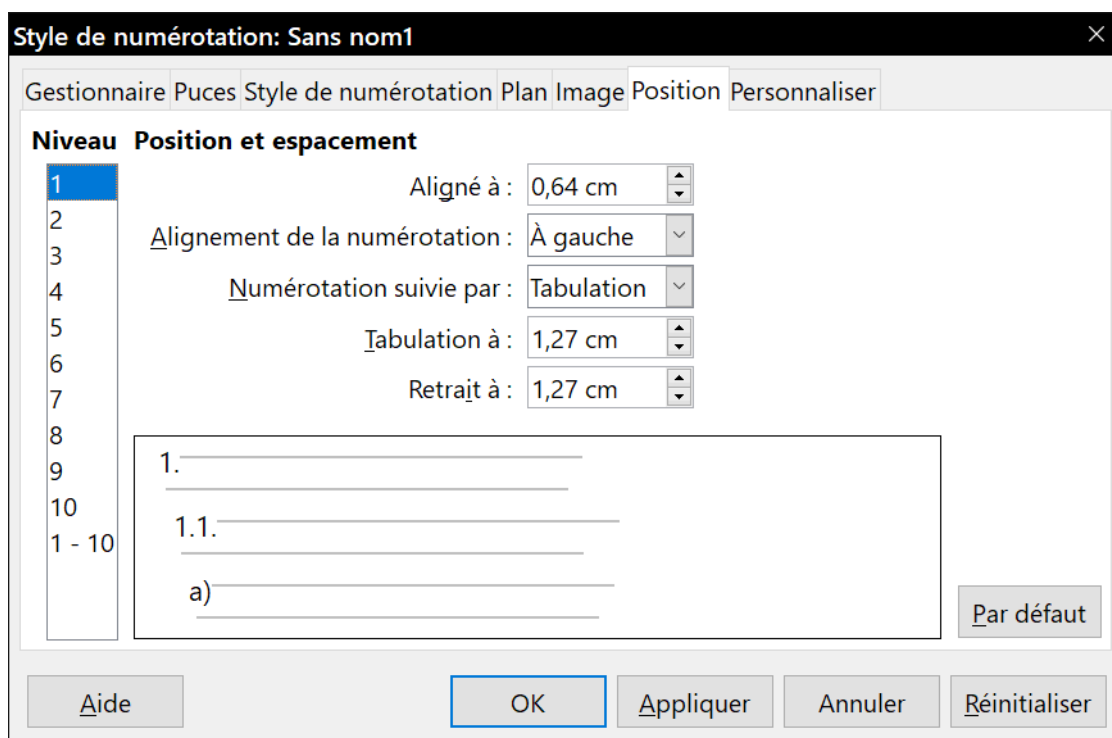 Style de numérotation: Sans nom1
Gestionnaire Puces Style de numérotation Plan Image Position Personnaliser
Niveau Position et espacement
1
2
3
4
5
6
7
8
9
10
1 - 10
Aligné à : 0,64 cm
Alignement de la numérotation : À gauche
Numérotation suivie par : Tabulation
Tabulation à : 1,27 cm
Retrait à : 1,27 cm
1.
1.1.
a)
Par défaut
Aide OK Appliquer Annuler Réinitialiser